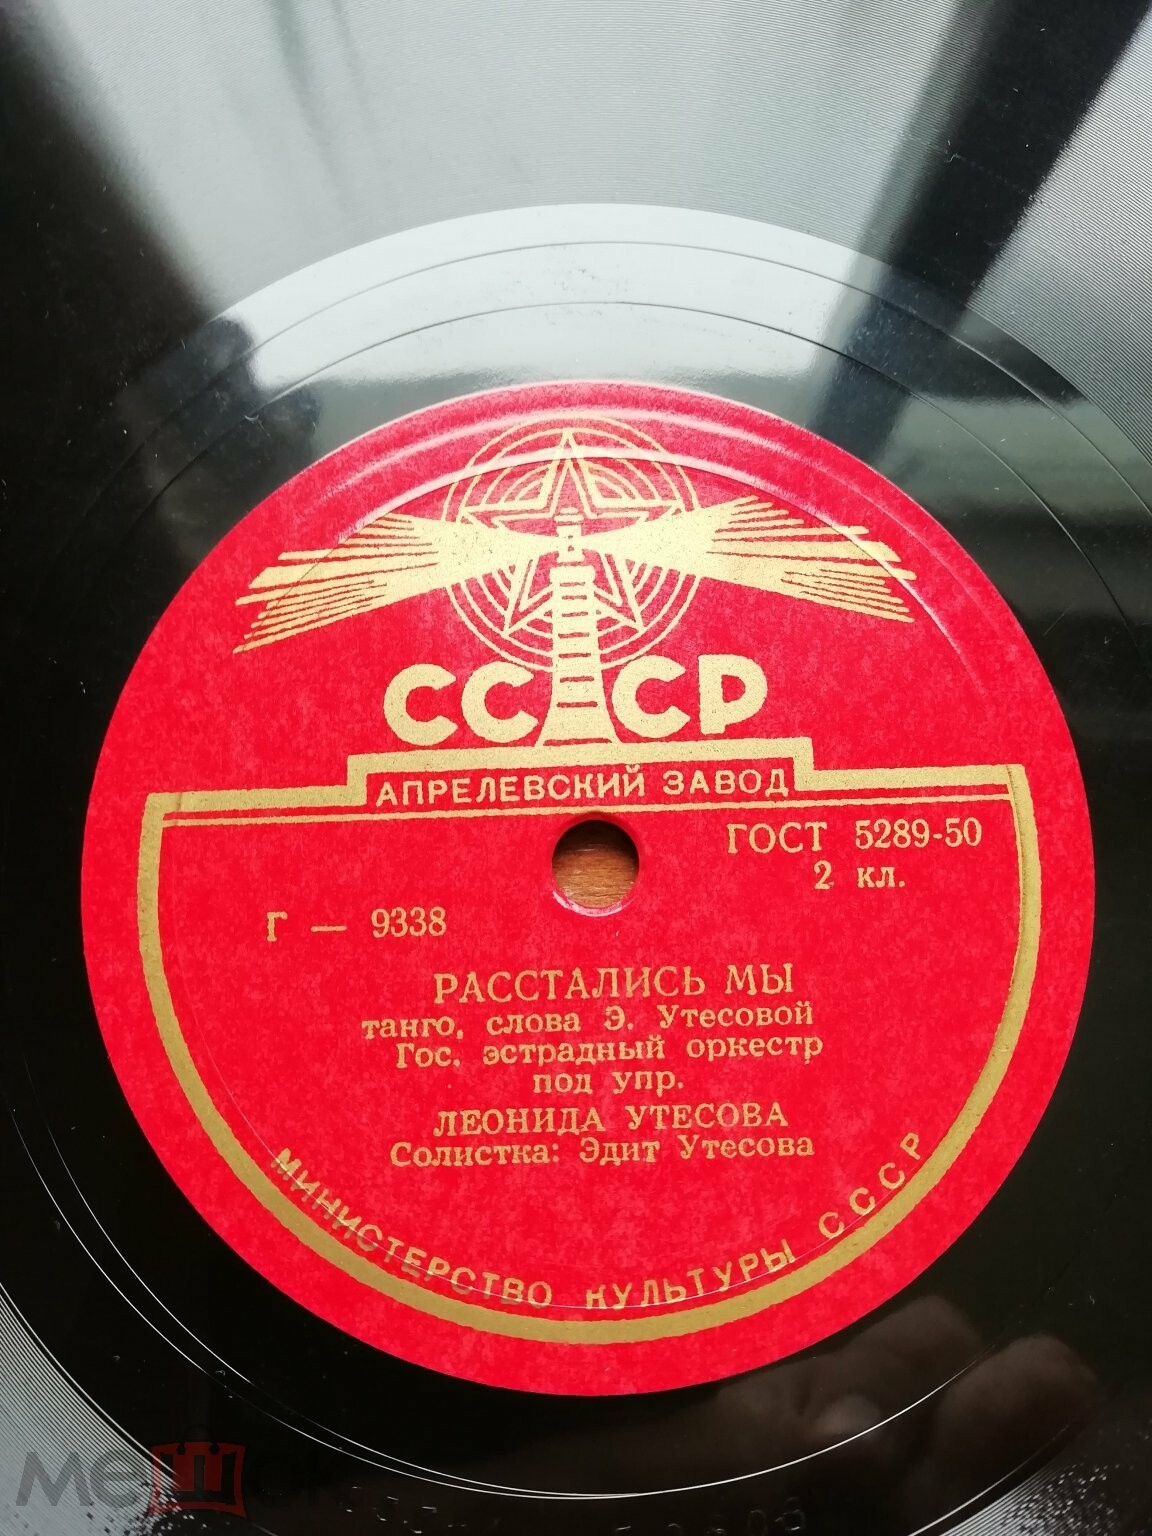 СССР
АПРЕЛЕВСКИЙ ЗАВОД
ГОСТ 5289-50
2 кл.
Г — 9338
РАССТАЛИСЬ МЫ
танго, слова Э. Утесовой
Гос. эстрадный оркестр
под упр.
ЛЕОНИДА УТЕСОВА
Солистка: Эдит Утесова
МИНИСТЕРСТВО КУЛЬТУРЫ СССР
мешок